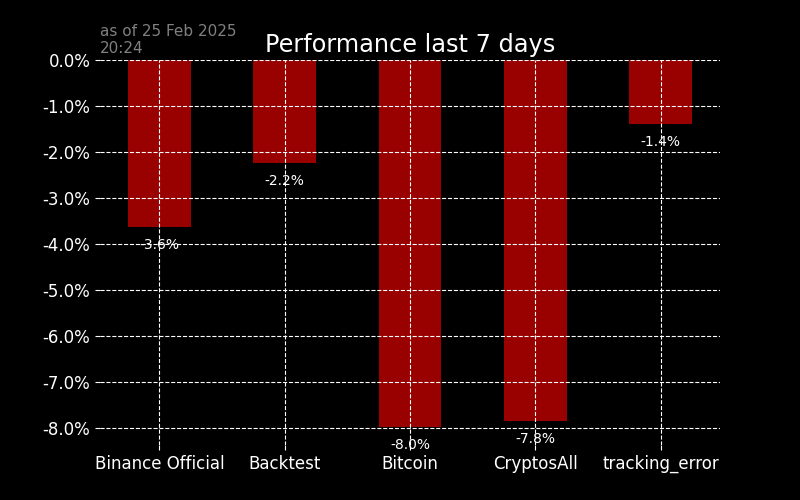 as of 25 Feb 2025
20:24
Performance last 7 days
0.0%
-1.0%
-2.0%
-3.0%
-4.0%
-5.0%
-6.0%
-7.0%
-8.0%
-3.6%
-2.2%
-8.0%
-7.8%
-1.4%
Binance Official
Backtest
Bitcoin
CryptosAll
tracking_error